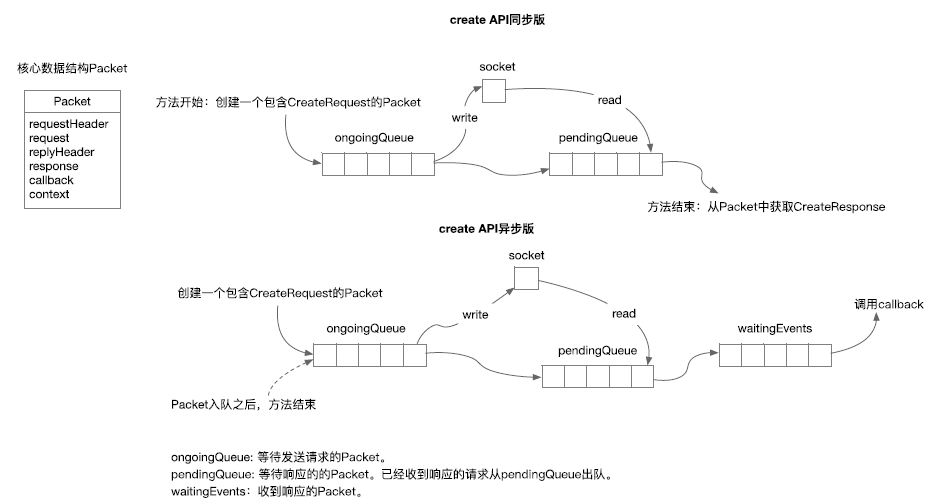 create API同步版
核心数据结构Packet
Packet
requestHeader
request
replyHeader
response
callback
context
socket
方法开始：创建一个包含CreateRequest的Packet
read
write
ongoingQueue
pendingQueue
方法结束：从Packet中获取CreateResponse
create API异步版
socket
创建一个包含CreateRequest的Packet
调用callback
write
read
ongoingQueue
waitingEvents
pendingQueue
Packet入队之后，方法结束
ongoingQueue: 等待发送请求的Packet。
pendingQueue: 等待响应的的Packet。已经收到响应的请求从pendingQueue出队。
waitingEvents：收到响应的Packet。